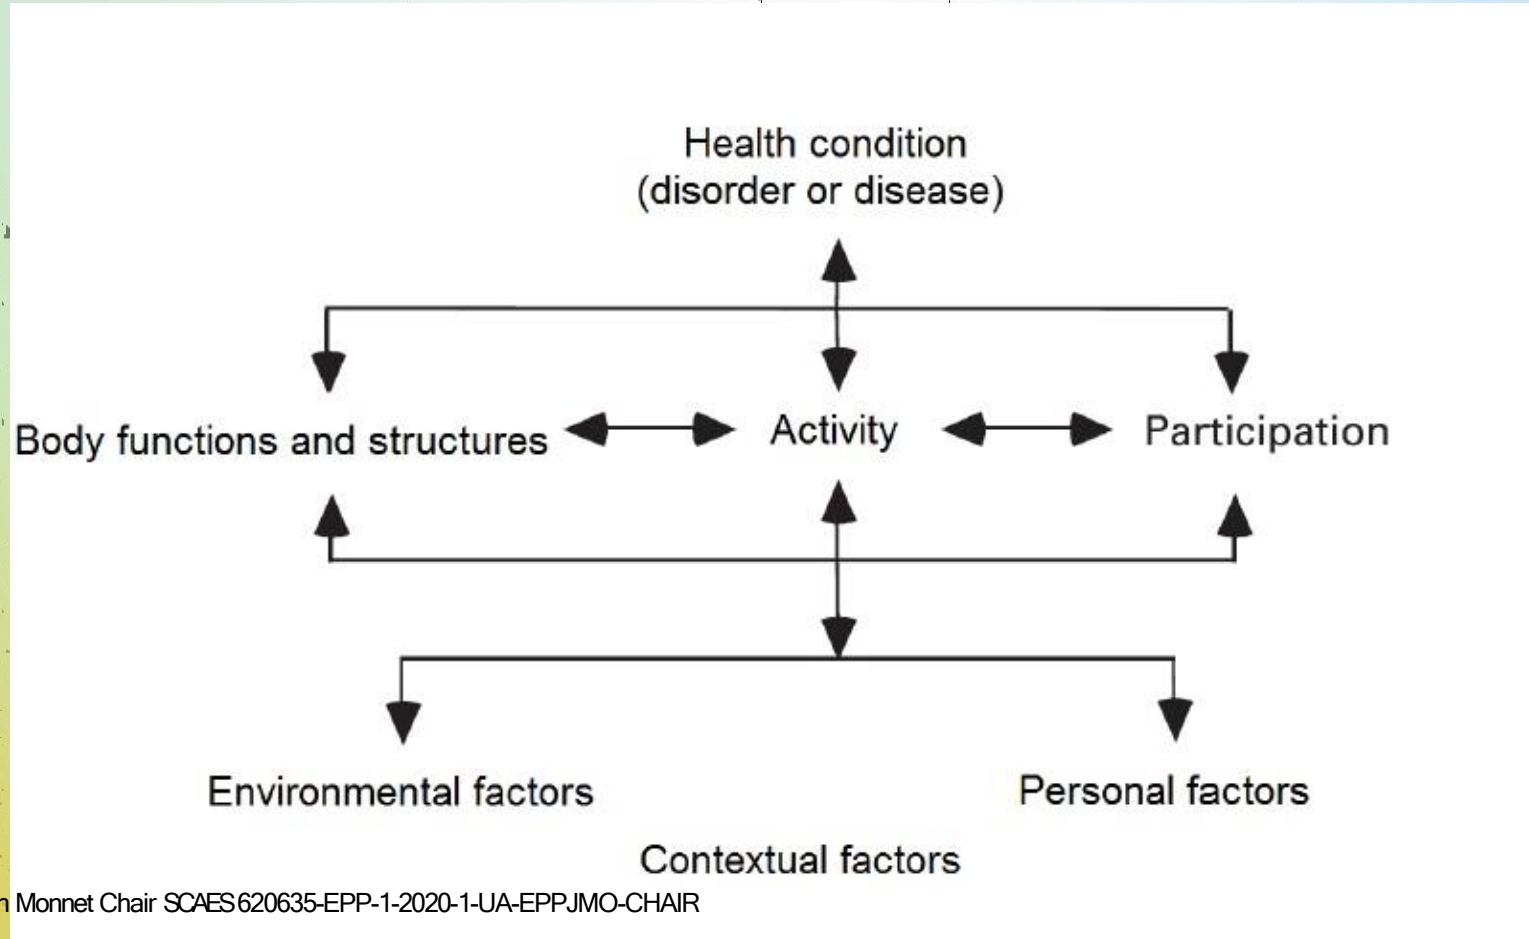 Health condition
(disorder or disease)
Body functions and structures
Activity
Participation
Environmental factors
Personal factors
Contextual factors
Monnet Chair SCAES 620635-EPP-1-2020-1-UA-EPPJMO-CHAIR